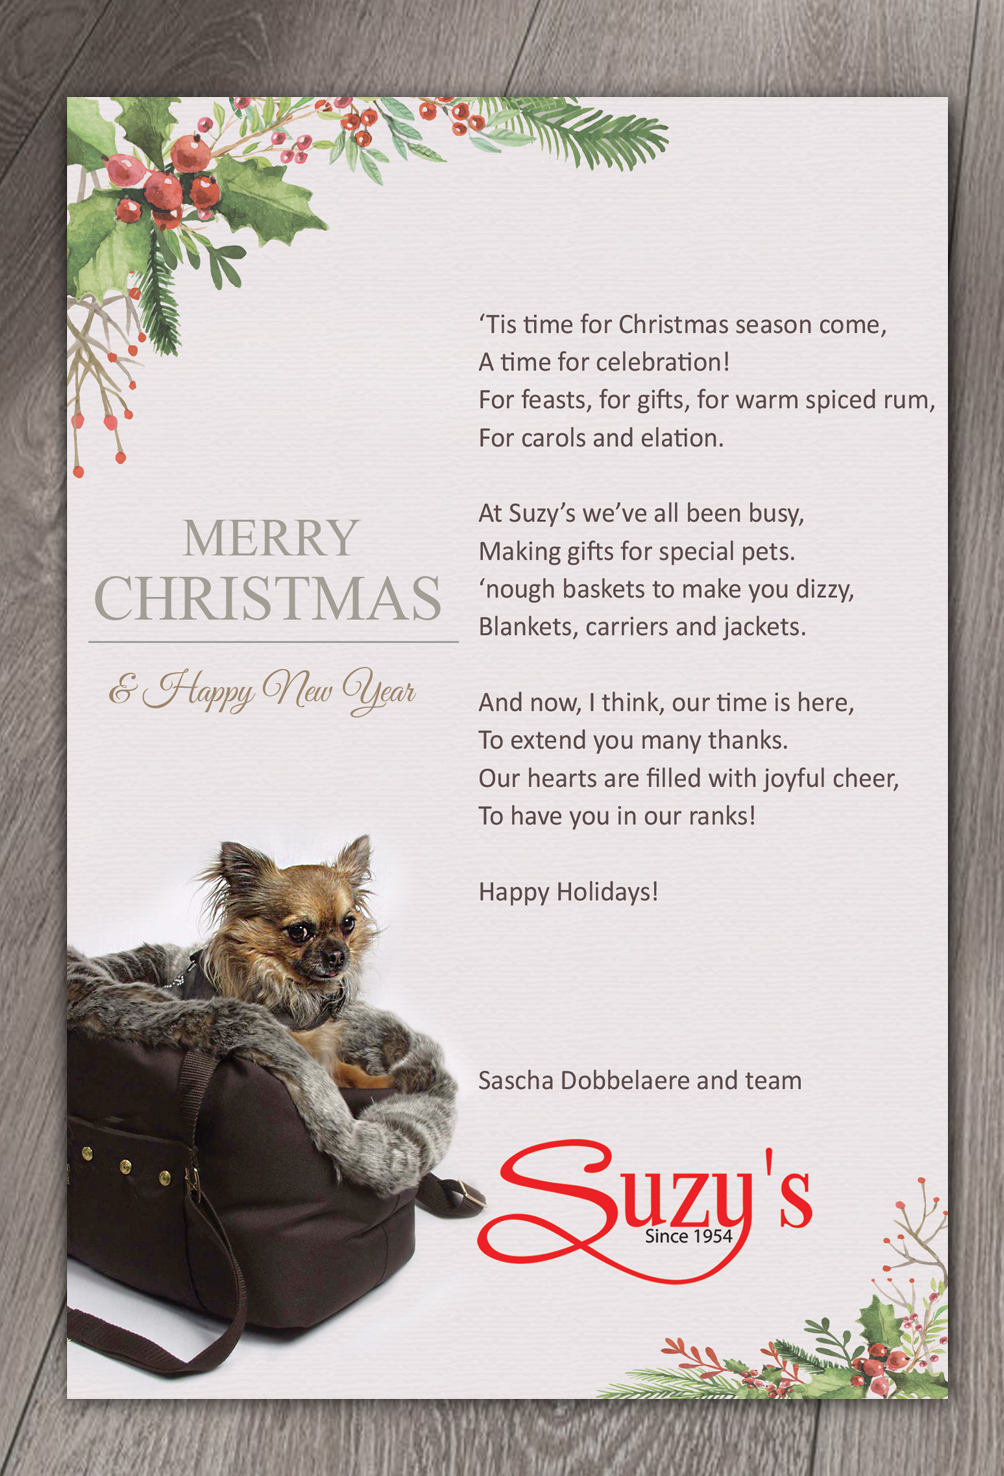 MERRY
CHRISTMAS
& Happy New Year
‘Tis time for Christmas season come,
A time for celebration!
For feasts, for gifts, for warm spiced rum,
For carols and elation.
At Suzy’s we’ve all been busy,
Making gifts for special pets.
‘nough baskets to make you dizzy,
Blankets, carriers and jackets.
And now, I think, our time is here,
To extend you many thanks.
Our hearts are filled with joyful cheer,
To have you in our ranks!
Happy Holidays!
Sascha Dobbelaere and team
Suzy's
Since 1954